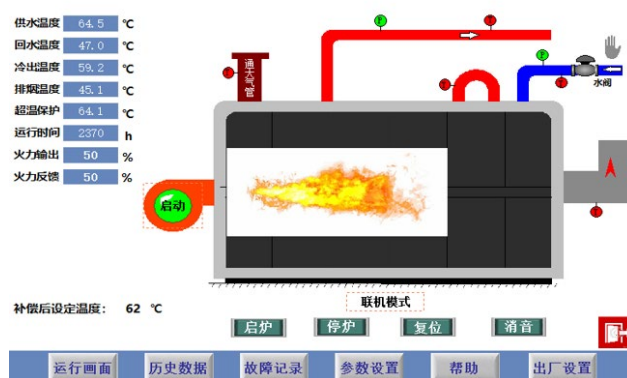 供水温度 64.5 ℃
回水温度 47.0 ℃
冷出温度 59.2 ℃
排烟温度 45.1 ℃
超温保护 64.1 ℃
运行时间 2370 h
火力输出 50 %
火力反馈 50 %
通大气管
P
T
P
T
T
T
T
水阀
启动
补偿后设定温度： 62 ℃
联机模式
启炉 停炉 复位 消音
运行画面 历史数据 故障记录 参数设置 帮助 出厂设置